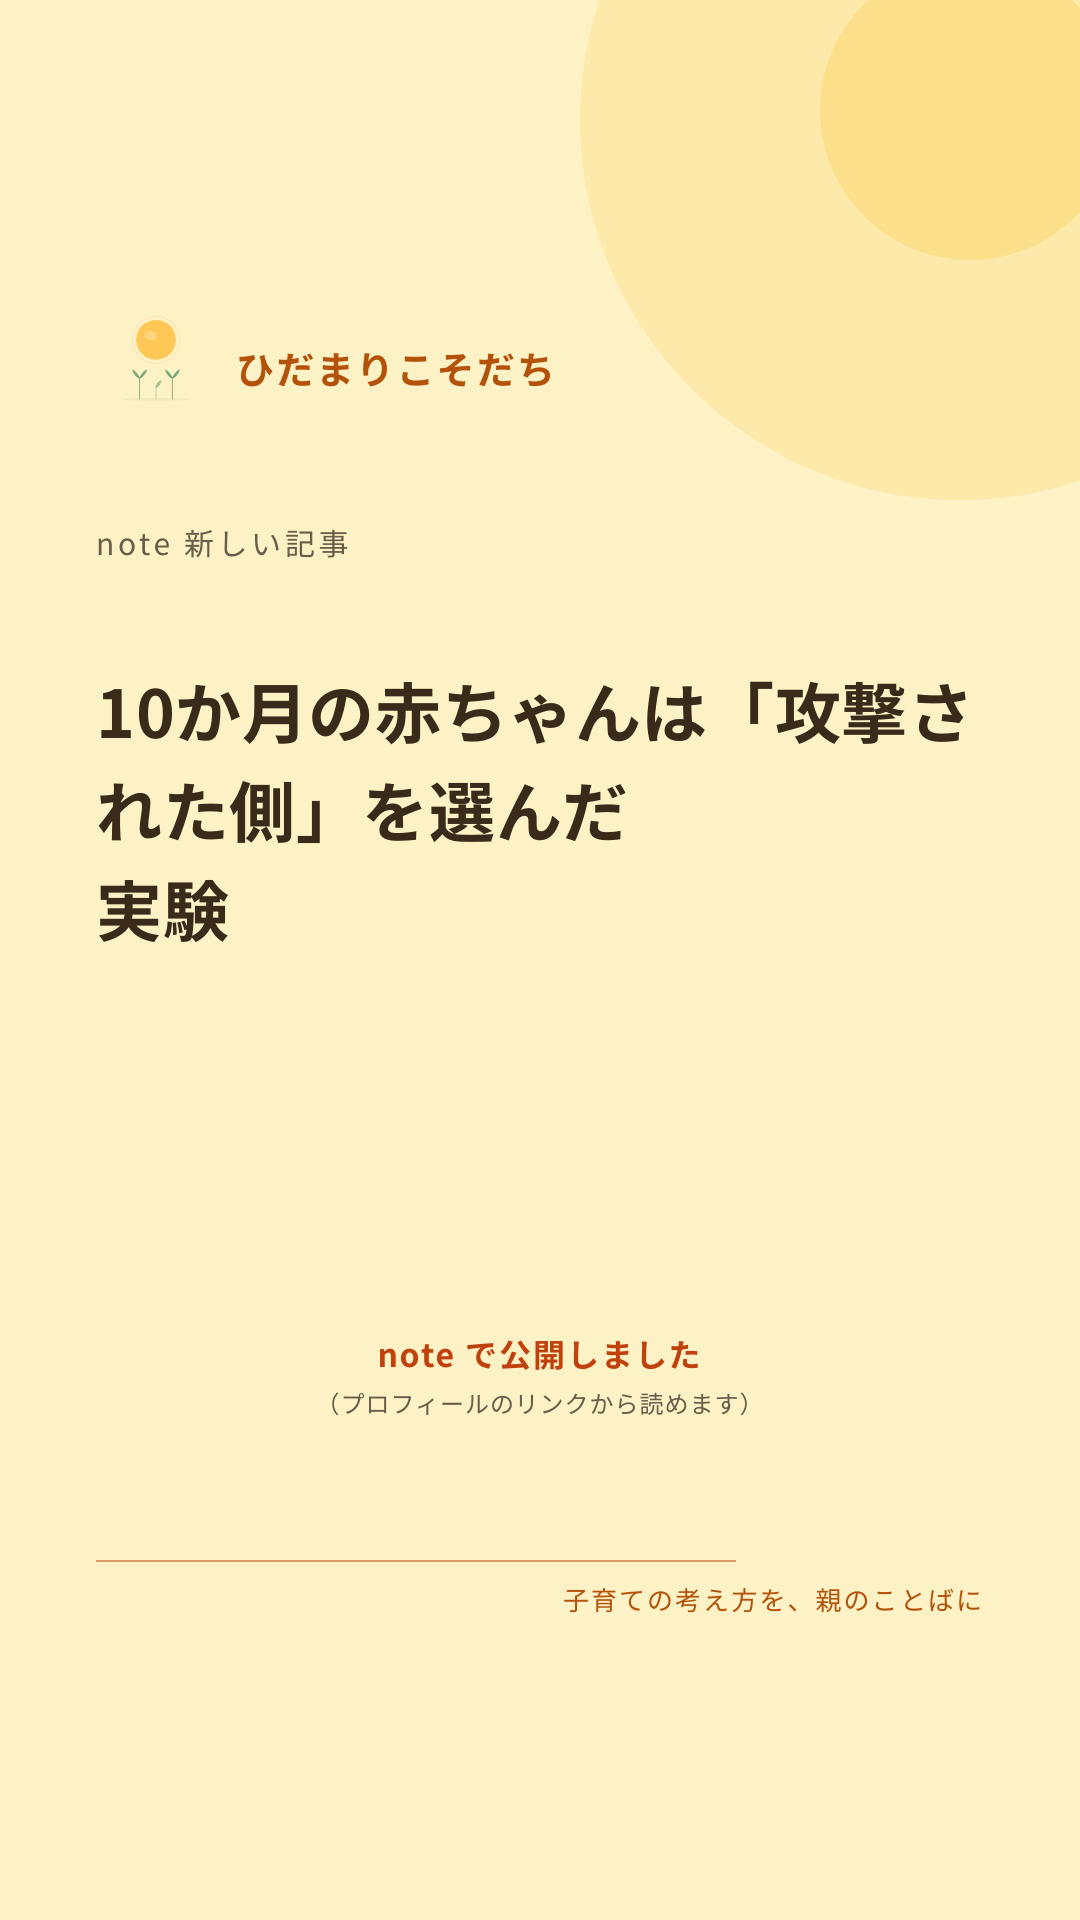 ひだまりこそだち
note 新しい記事
10か月の赤ちゃんは「攻撃さ
れた側」を選んだ
実験
note で公開しました
（プロフィールのリンクから読めます）
子育ての考え方を、親のことばに